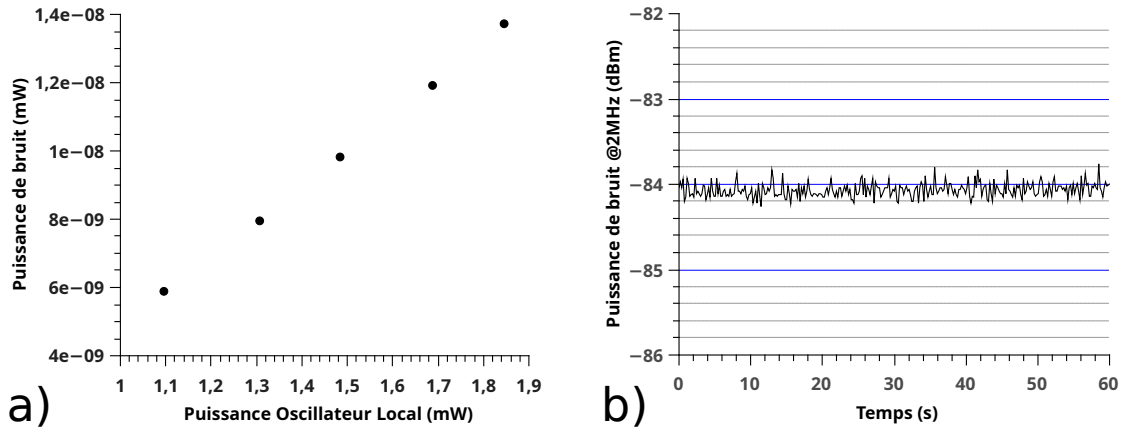 1,4e−08
1,2e−08
1e−08
8e−09
6e−09
4e−09
Puissance de bruit (mW)
1 1,1 1,2 1,3 1,4 1,5 1,6 1,7 1,8 1,9
Puissance Oscillateur Local (mW)
a)
−82
−83
−84
−85
−86
Puissance de bruit @2MHz (dBm)
0 10 20 30 40 50 60
Temps (s)
b)